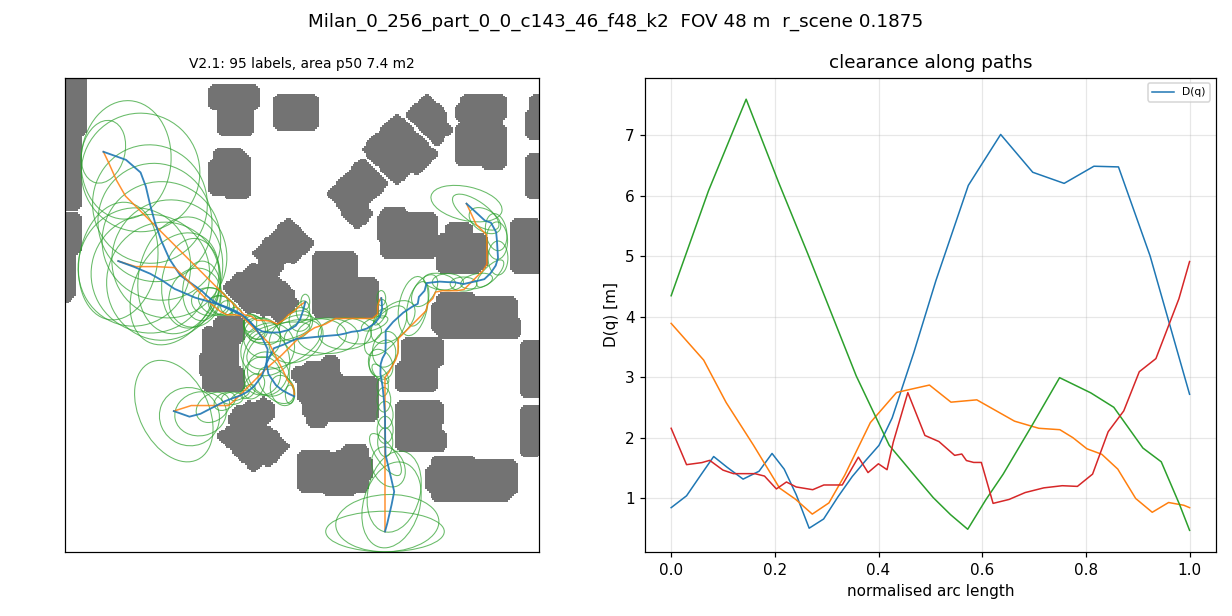 Milan_0_256_part_0_0_c143_46_f48_k2  FOV 48 m  r_scene 0.1875
V2.1: 95 labels, area p50 7.4 m2
clearance along paths
D(q)
D(q) [m]
7
6
5
4
3
2
1
0.0 0.2 0.4 0.6 0.8 1.0
normalised arc length